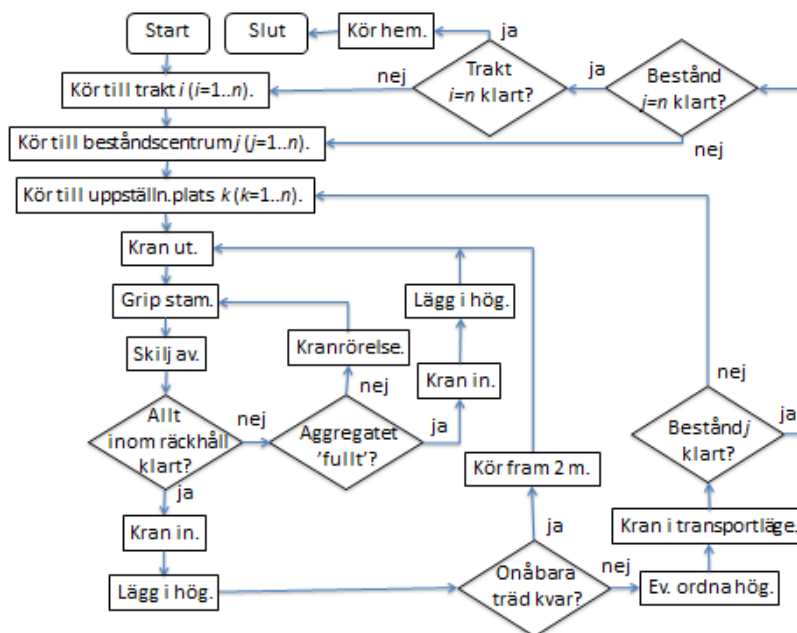 Start
Slut
Kör hem.
ja
Trakt
i=n klart?
nej
ja
Bestånd
j=n klart?
nej
Kör till trakt i (i=1..n).
Kör till beståndscentrum j (j=1..n).
Kör till uppställn.plats k (k=1..n).
Kran ut.
Grip stam.
Skilj av.
Allt
inom räckhåll
klart?
nej
ja
Kranrörelse.
nej
Aggregatet
'fullt'?
ja
Lägg i hög.
Kran in.
Kran in.
Lägg i hög.
Kör fram 2 m.
ja
Onåbara
träd kvar?
nej
Ev. ordna hög.
Kran i transportläge.
Bestånd j
klart?
nej
ja